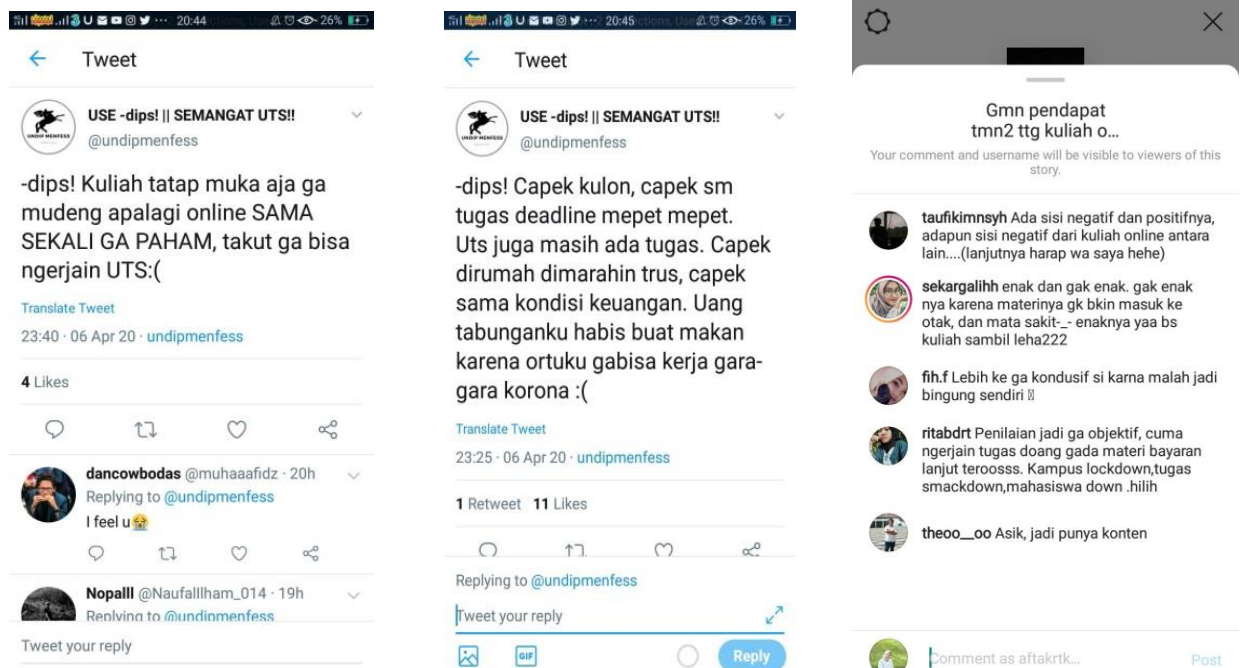 20:44
26%
Tweet
USE -dips! || SEMANGAT UTS!!
@undipmenfess
-dips! Kuliah tatap muka aja ga
mudeng apalagi online SAMA
SEKALI GA PAHAM, takut ga bisa
ngerjain UTS:(
Translate Tweet
23:40 · 06 Apr 20 · undipmenfess
4 Likes
dancowbodas @muhaaafidz · 20h
Replying to @undipmenfess
I feel u😭
Nopalll @NaufalIlham_014 · 19h
Replying to @undipmenfess
Tweet your reply
20:45
26%
Tweet
USE -dips! || SEMANGAT UTS!!
@undipmenfess
-dips! Capek kulon, capek sm
tugas deadline mepet mepet.
Uts juga masih ada tugas. Capek
dirumah dimarahin trus, capek
sama kondisi keuangan. Uang
tabunganku habis buat makan
karena ortuku gabisa kerja gara-
gara korona :(
Translate Tweet
23:25 · 06 Apr 20 · undipmenfess
1 Retweet 11 Likes
Replying to @undipmenfess
Tweet your reply
GIF
Reply
Gmn pendapat
tmn2 ttg kuliah o...
Your comment and username will be visible to viewers of this
story.
taufikimnsyh Ada sisi negatif dan positifnya,
adapun sisi negatif dari kuliah online antara
lain....(lanjutnya harap wa saya hehe)
sekargalihh enak dan gak enak. gak enak
nya karena materinya gk bkin masuk ke
otak, dan mata sakit-_- enaknya yaa bs
kuliah sambil leha222
fih.f Lebih ke ga kondusif si karna malah jadi
bingung sendiri
ritabdrt Penilaian jadi ga objektif, cuma
ngerjain tugas doang gada materi bayaran
lanjut teroosss. Kampus lockdown,tugas
smackdown,mahasiswa down .hilih
theoo__oo Asik, jadi punya konten
Comment as aftakrtk...
Post